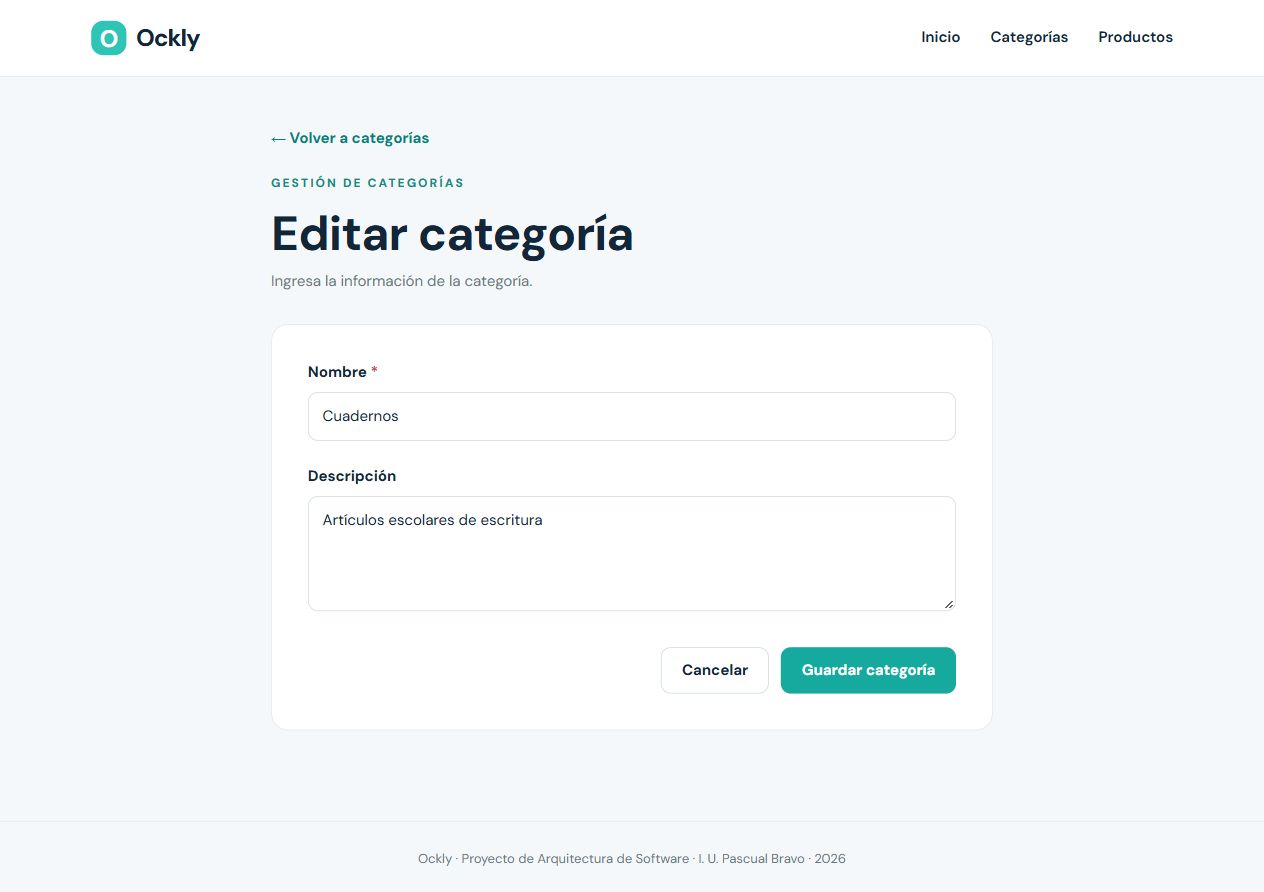 O Ockly
Inicio Categorías Productos
← Volver a categorías
GESTIÓN DE CATEGORÍAS
Editar categoría
Ingresa la información de la categoría.
Nombre *
Cuadernos
Descripción
Artículos escolares de escritura
Cancelar Guardar categoría
Ockly · Proyecto de Arquitectura de Software · I. U. Pascual Bravo · 2026